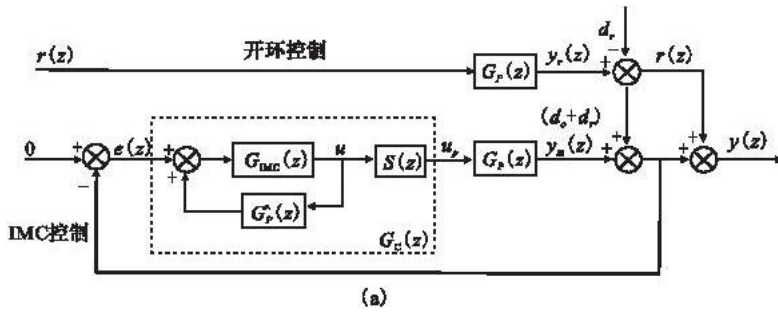 d_r
开环控制
r(z)
G_P(z)
y_r(z)
+
−
r(z)
(d_o+d_r)
0
+
−
e(z)
+
+
G_IMC(z)
u
S(z)
u_p
G_P(z)
y_m(z)
+
+
+
+
y(z)
G_P^(z)
G_C(z)
IMC控制
(a)